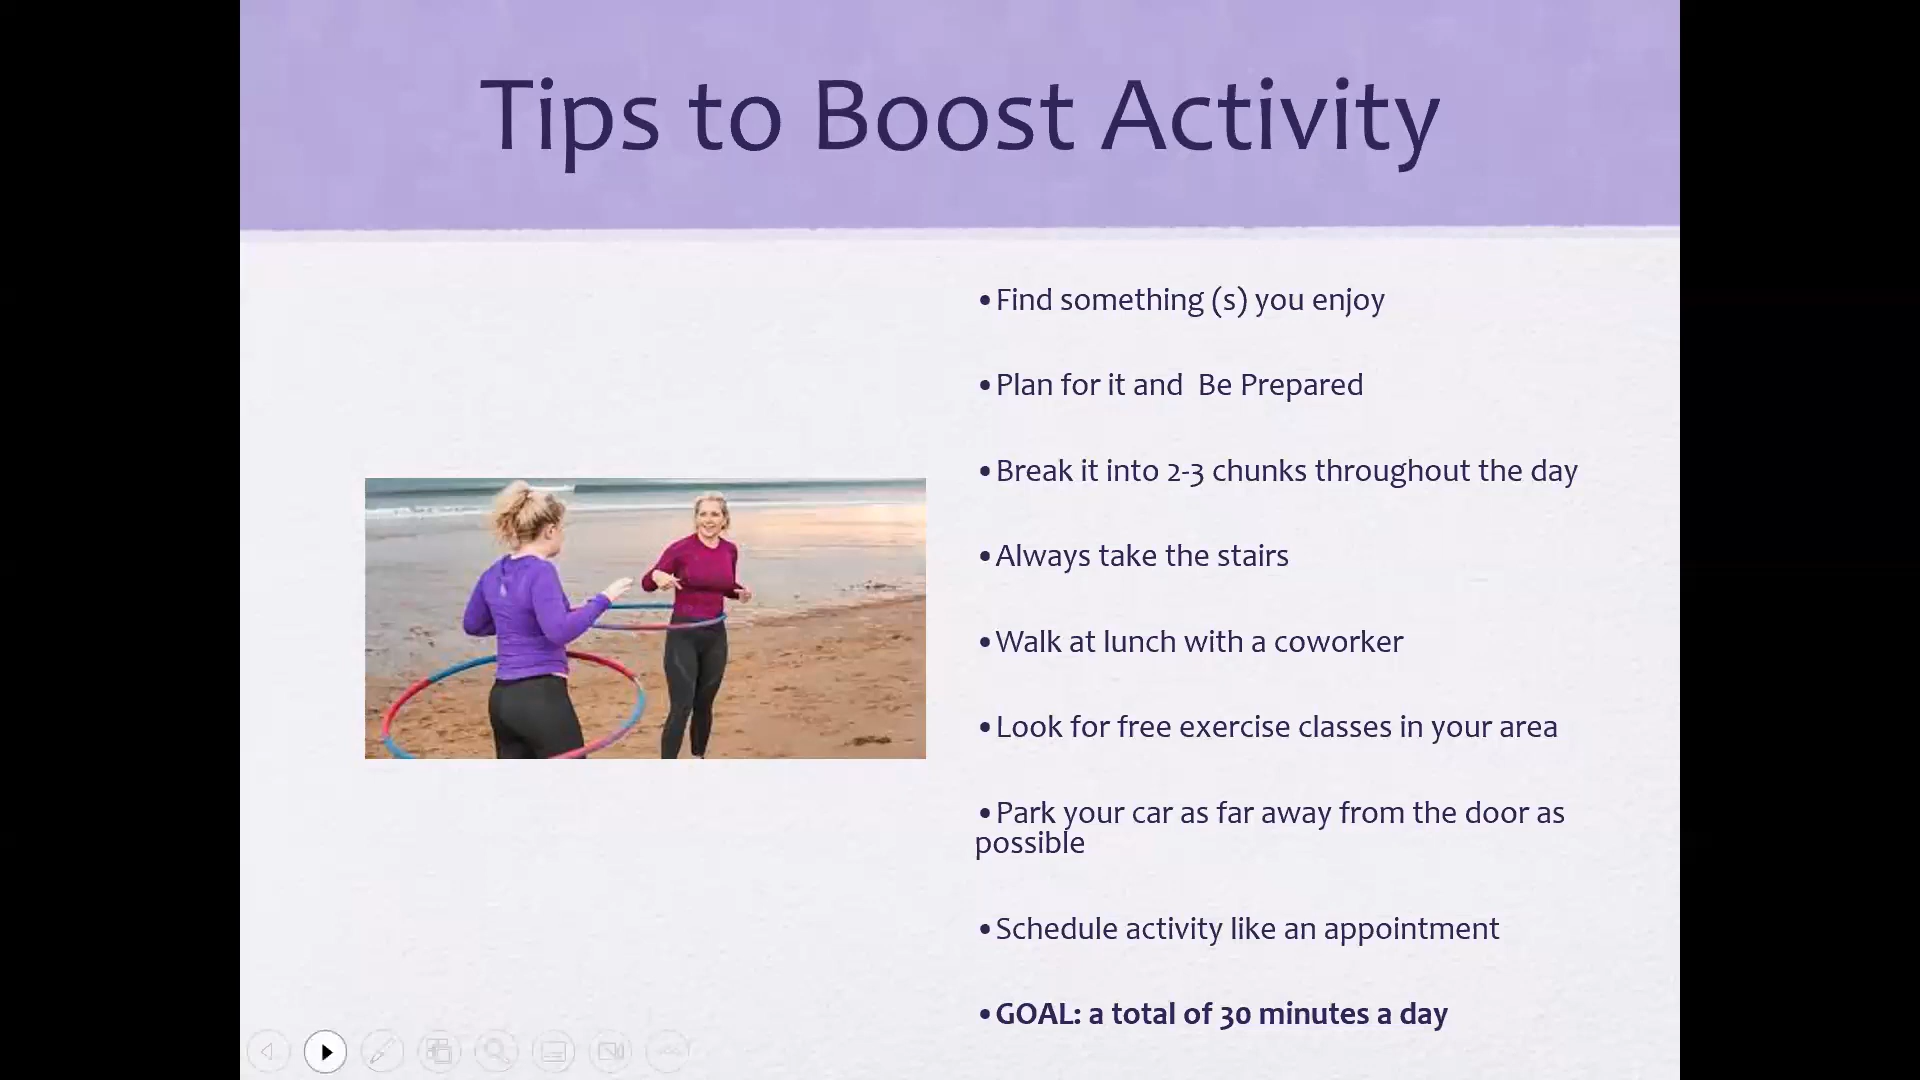 Tips to Boost Activity
•Find something (s) you enjoy
•Plan for it and  Be Prepared
•Break it into 2-3 chunks throughout the day
•Always take the stairs
•Walk at lunch with a coworker
•Look for free exercise classes in your area
•Park your car as far away from the door as
possible
•Schedule activity like an appointment
•GOAL: a total of 30 minutes a day